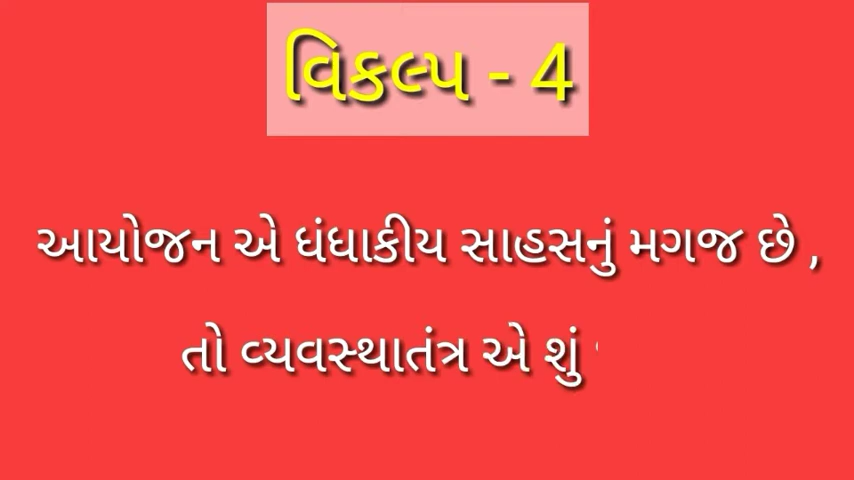 વિકલ્પ - 4
આયોજન એ ધંધાકીય સાહસનું મગજ છે ,
તો વ્યવસ્થાતંત્ર એ શું